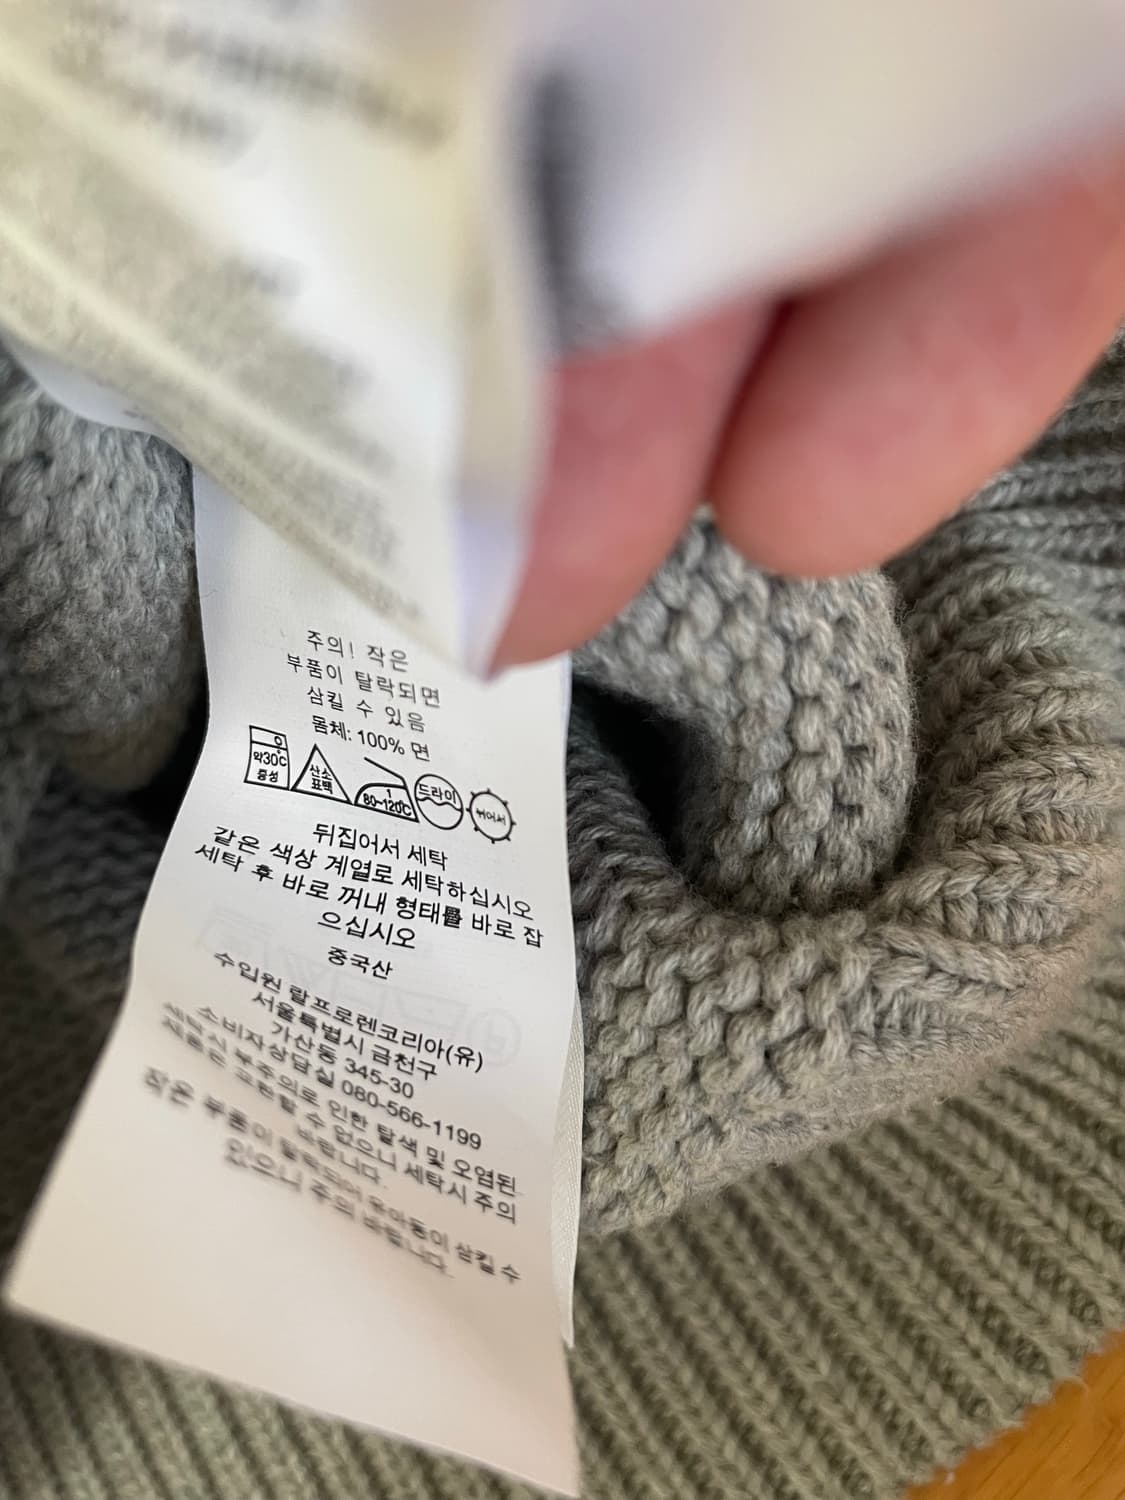 주의! 작은
부품이 탈락되면
삼킬 수 있음
몸체: 100% 면
약30℃
중성
산소
표백
80~120℃
드라이
뉘어서
뒤집어서 세탁
같은 색상 계열로 세탁하십시오
세탁 후 바로 꺼내 형태를 바로 잡
으십시오
중국산
수입원 랄프로렌코리아(유)
서울특별시 금천구
가산동 345-30
소비자상담실 080-566-1199
세탁시 부주의로 인한 탈색 및 오염된
제품은 교환할 수 없으니 세탁시 주의
바랍니다.
작은 부품이 탈락되어 유아동이 삼킬 수
있으니 주의 바랍니다.